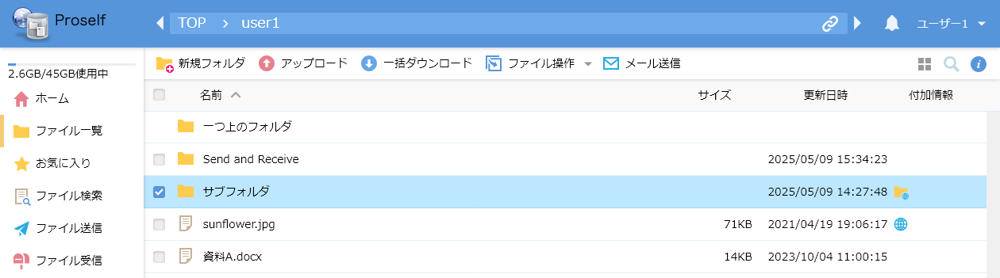 Proself
TOP > user1
ユーザー1
2.6GB/45GB使用中
ホーム
ファイル一覧
お気に入り
ファイル検索
ファイル送信
ファイル受信
新規フォルダ アップロード 一括ダウンロード ファイル操作 メール送信
名前 サイズ 更新日時 付加情報
一つ上のフォルダ
Send and Receive 2025/05/09 15:34:23
サブフォルダ 2025/05/09 14:27:48
sunflower.jpg 71KB 2021/04/19 19:06:17
資料A.docx 14KB 2023/10/04 11:00:15